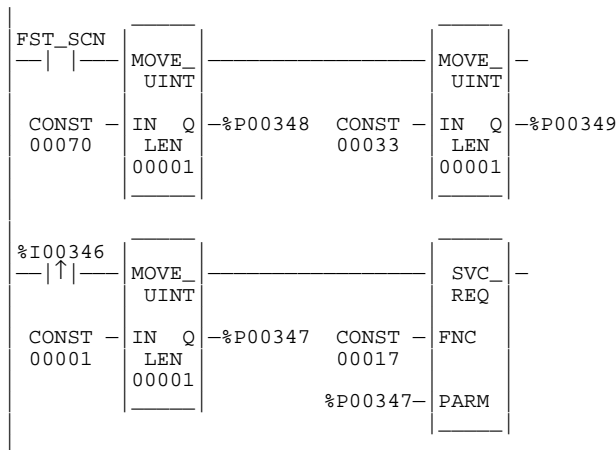 FST_SCN
MOVE_ MOVE_
UINT UINT
CONST IN Q %P00348 CONST IN Q %P00349
00070 LEN 00033 LEN
00001 00001
%I00346
↑ MOVE_ SVC_
UINT REQ
CONST IN Q %P00347 CONST FNC
00001 LEN 00017
00001
%P00347 PARM